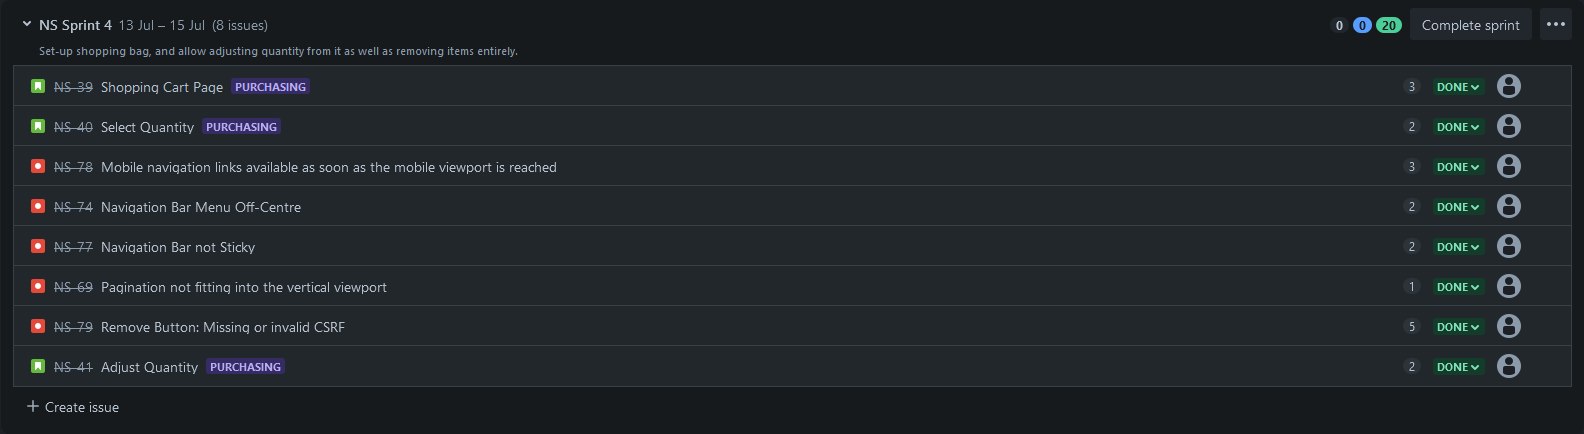 NS Sprint 4 13 Jul – 15 Jul (8 issues) 0 0 20 Complete sprint
Set-up shopping bag, and allow adjusting quantity from it as well as removing items entirely.
NS-39 Shopping Cart Page PURCHASING 3 DONE
NS-40 Select Quantity PURCHASING 2 DONE
NS-78 Mobile navigation links available as soon as the mobile viewport is reached 3 DONE
NS-74 Navigation Bar Menu Off-Centre 2 DONE
NS-77 Navigation Bar not Sticky 2 DONE
NS-69 Pagination not fitting into the vertical viewport 1 DONE
NS-79 Remove Button: Missing or invalid CSRF 5 DONE
NS-41 Adjust Quantity PURCHASING 2 DONE
+ Create issue